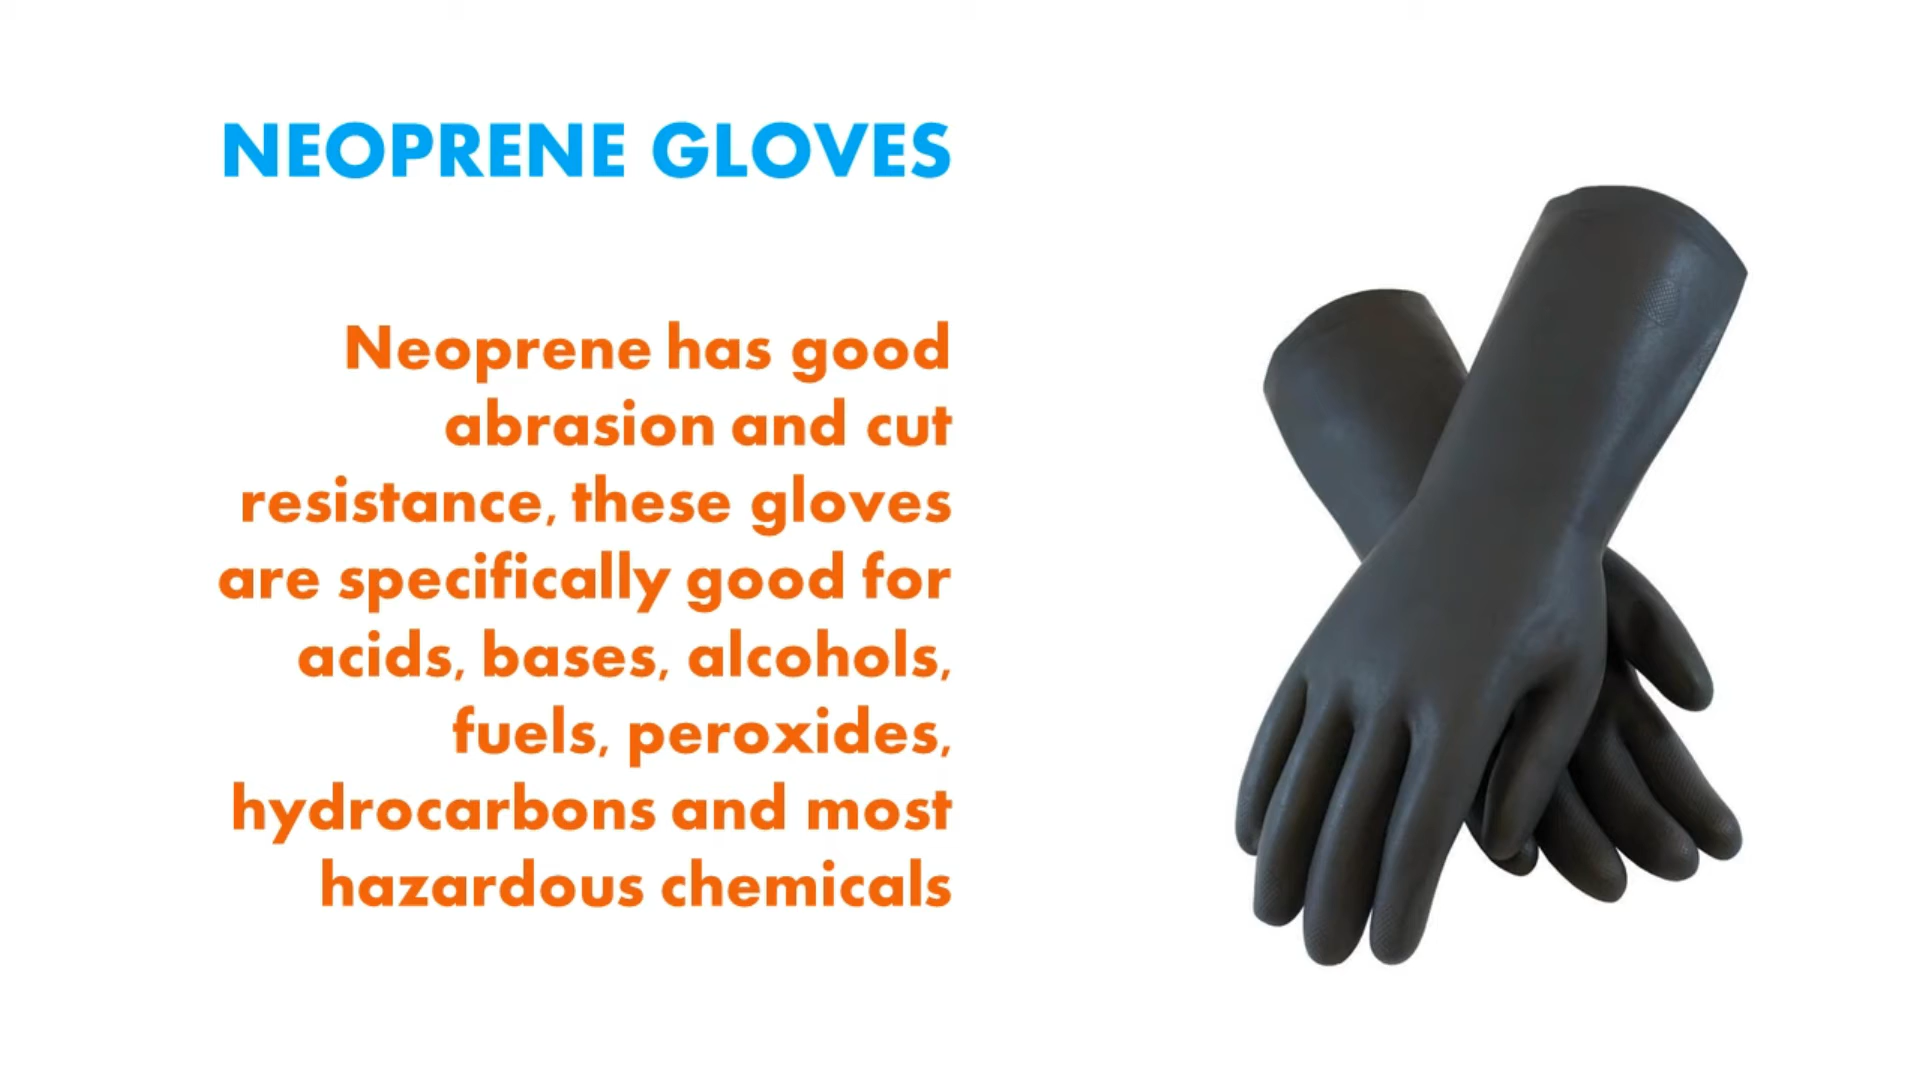 NEOPRENE GLOVES
Neoprene has good
abrasion and cut
resistance, these gloves
are specifically good for
acids, bases, alcohols,
fuels, peroxides,
hydrocarbons and most
hazardous chemicals